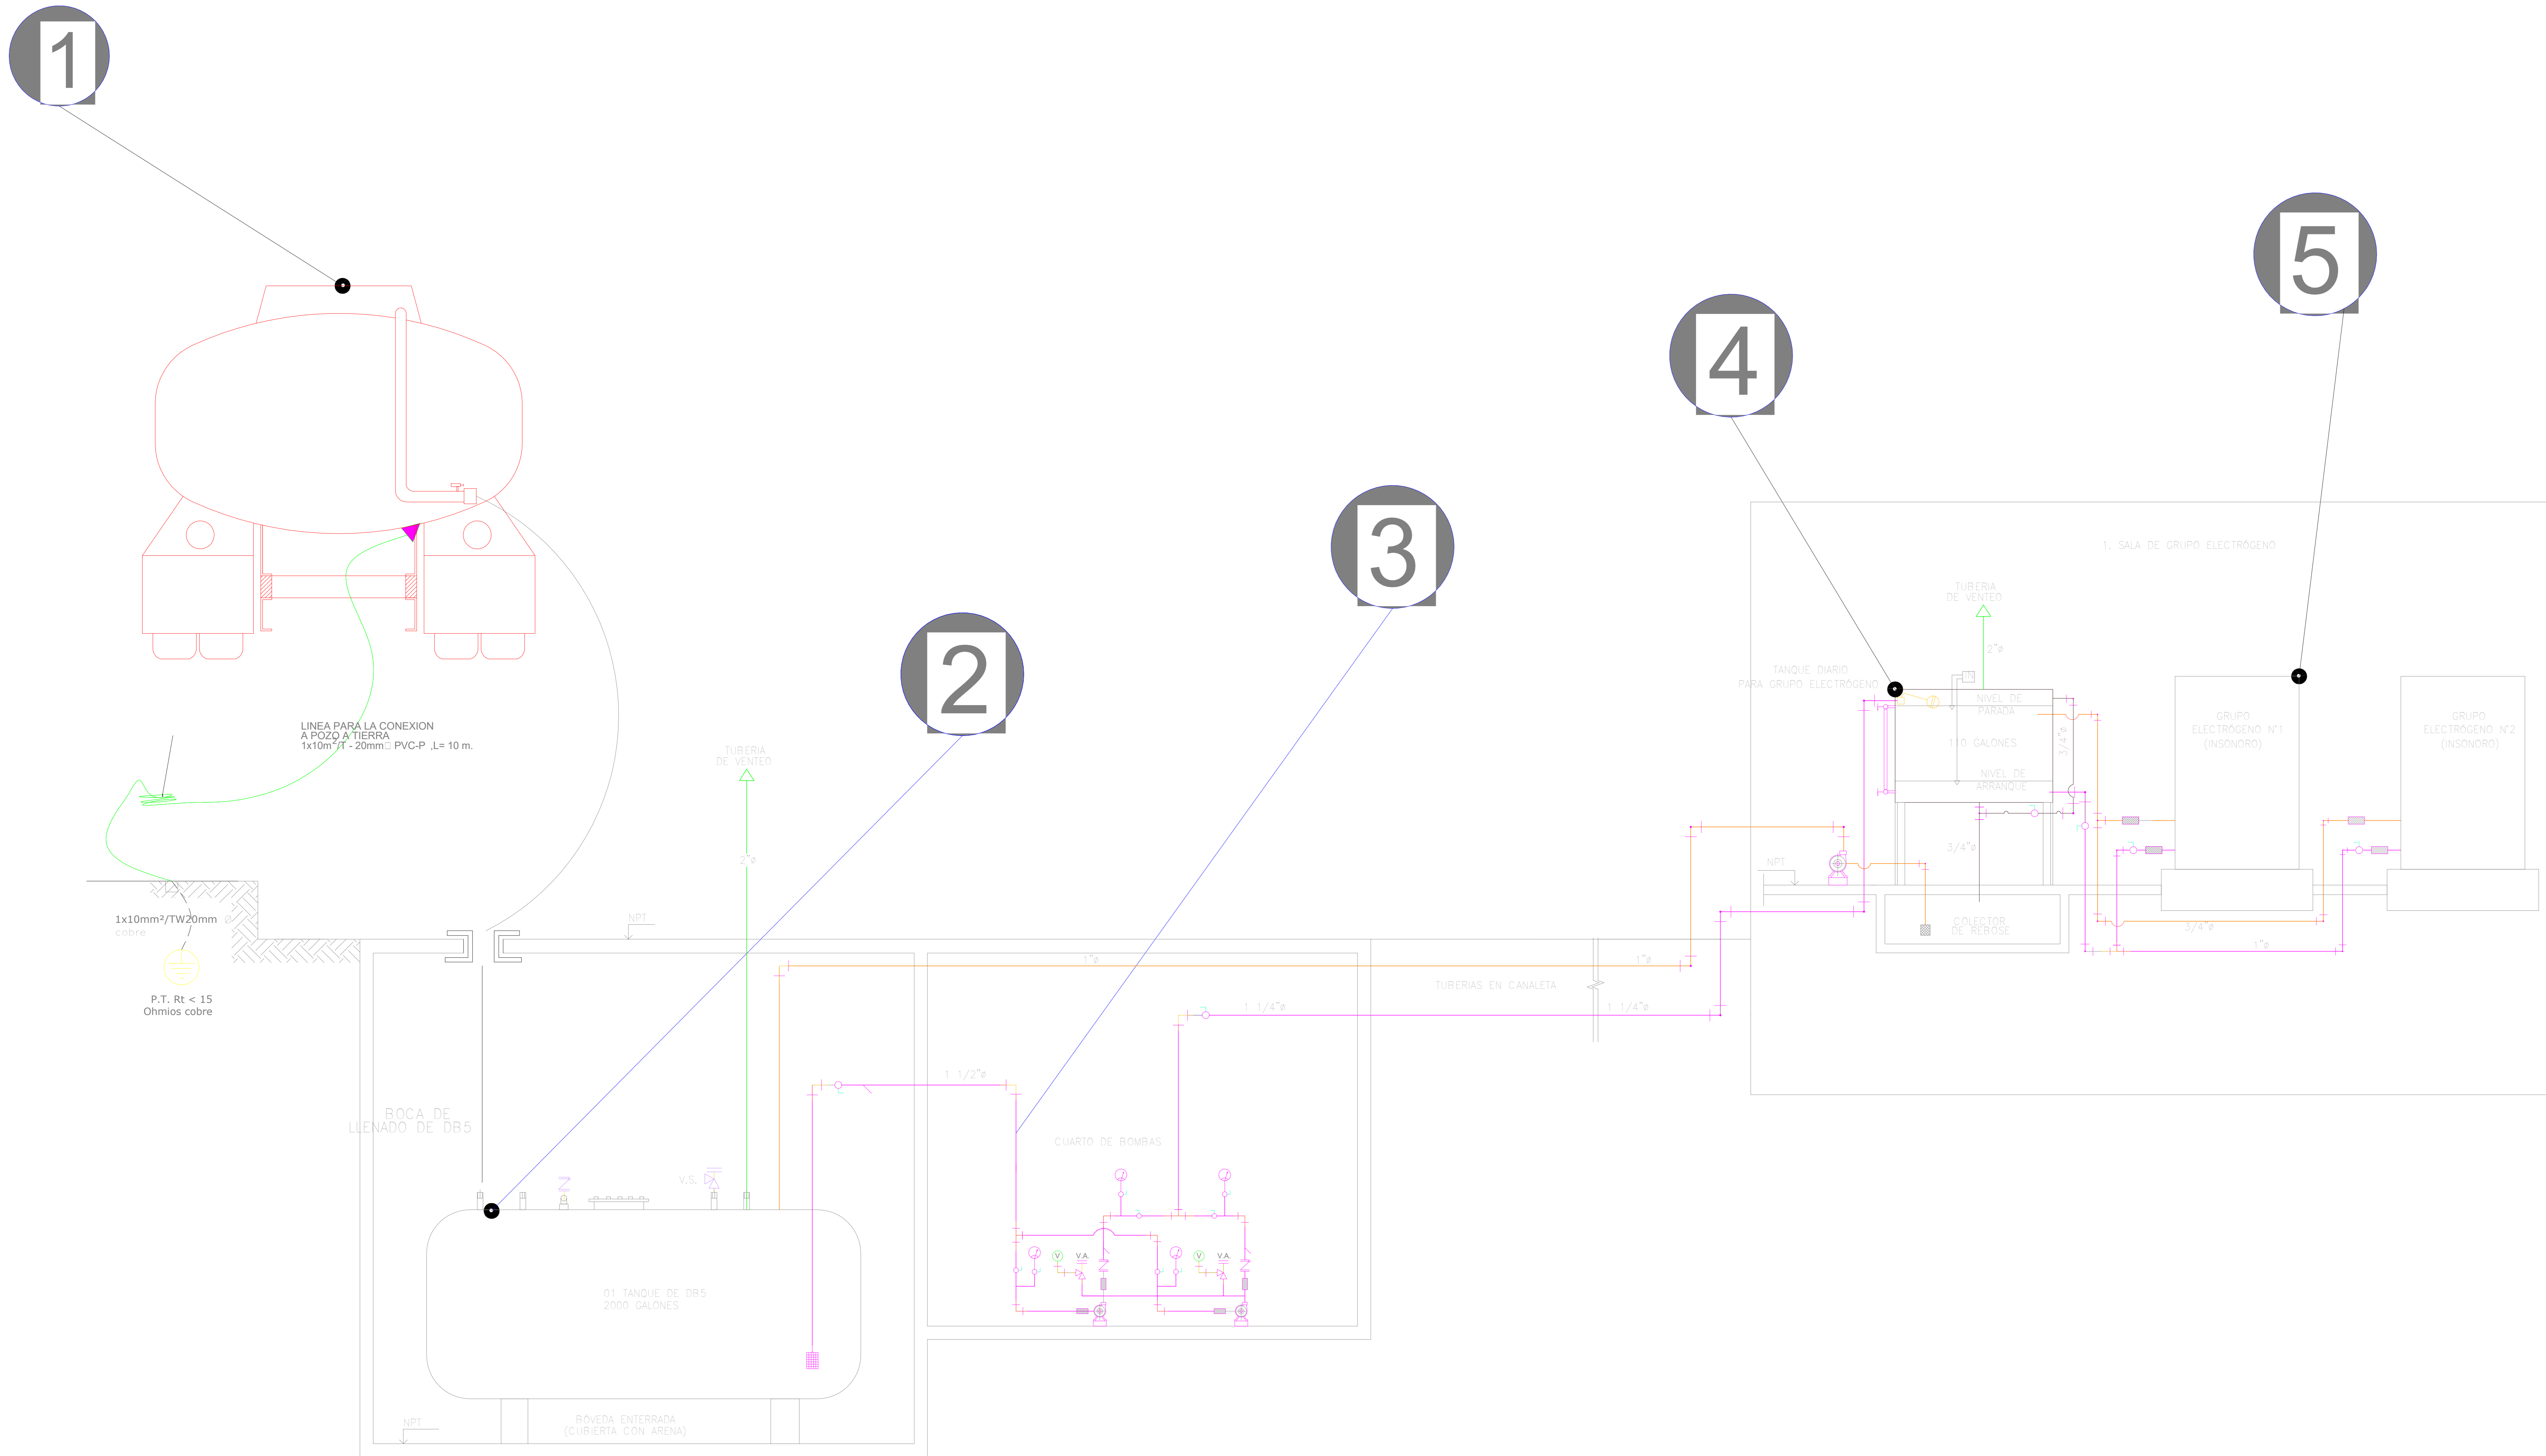 1
5
4
3
2
1. SALA DE GRUPO ELECTRÓGENO
TUBERIA
DE VENTEO
2"ø
TANQUE DIARIO
PARA GRUPO ELECTRÓGENO
NIVEL DE
PARADA
110 GALONES
NIVEL DE
ARRANQUE
3/4"ø
3/4"ø
GRUPO
ELECTRÓGENO N°1
(INSONORO)
GRUPO
ELECTRÓGENO N°2
(INSONORO)
NPT
COLECTOR
DE REBOSE
3/4"ø
1"ø
LINEA PARA LA CONEXION
A POZO A TIERRA
1x10m²/T - 20mm□ PVC-P ,L= 10 m.
TUBERIA
DE VENTEO
2"ø
1x10mm²/TW20mm Ø
cobre
P.T. Rt < 15
Ohmios cobre
NPT
1"ø
1"ø
TUBERIAS EN CANALETA
1 1/4"ø
1 1/4"ø
1 1/2"ø
BOCA DE
LLENADO DE DB5
CUARTO DE BOMBAS
V.S.
V
V.A.
V
V.A.
01 TANQUE DE DB5
2000 GALONES
NPT
BÓVEDA ENTERRADA
(CUBIERTA CON ARENA)